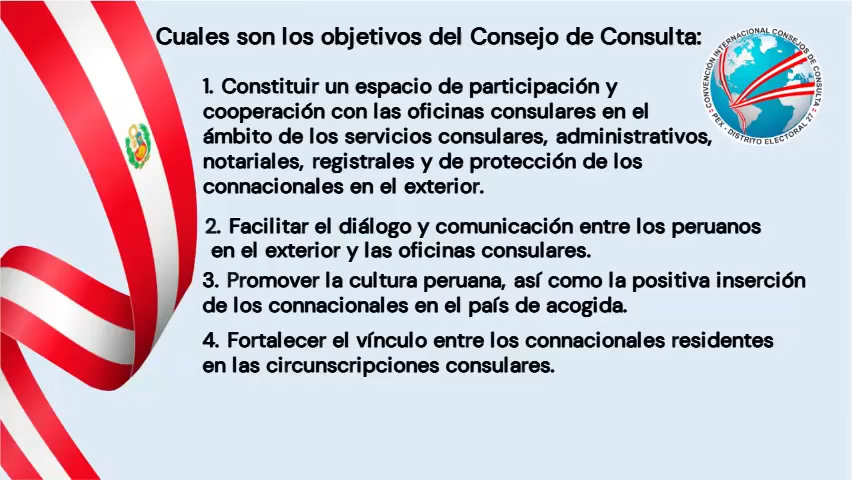 Cuales son los objetivos del Consejo de Consulta:
CONVENCIÓN INTERNACIONAL CONSEJOS DE CONSULTA
PEX - DISTRITO ELECTORAL 27
1. Constituir un espacio de participación y
cooperación con las oficinas consulares en el
ámbito de los servicios consulares, administrativos,
notariales, registrales y de protección de los
connacionales en el exterior.
2. Facilitar el diálogo y comunicación entre los peruanos
en el exterior y las oficinas consulares.
3. Promover la cultura peruana, así como la positiva inserción
de los connacionales en el país de acogida.
4. Fortalecer el vínculo entre los connacionales residentes
en las circunscripciones consulares.